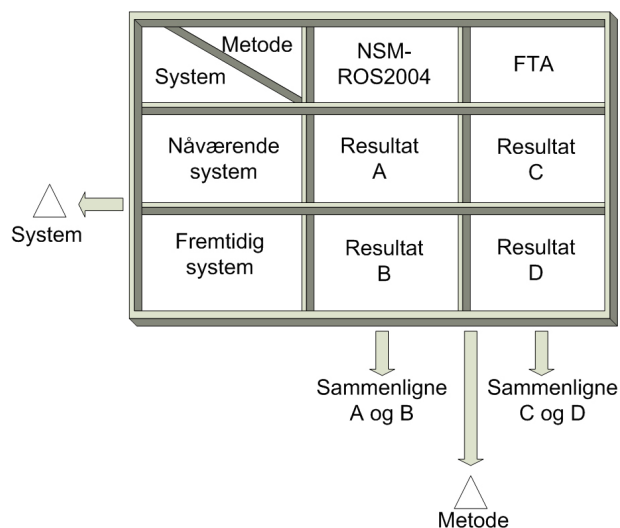 Metode
System
NSM-
ROS2004
FTA
Nåværende
system
Resultat
A
Resultat
C
System
Fremtidig
system
Resultat
B
Resultat
D
Sammenligne
A og B
Sammenligne
C og D
Metode